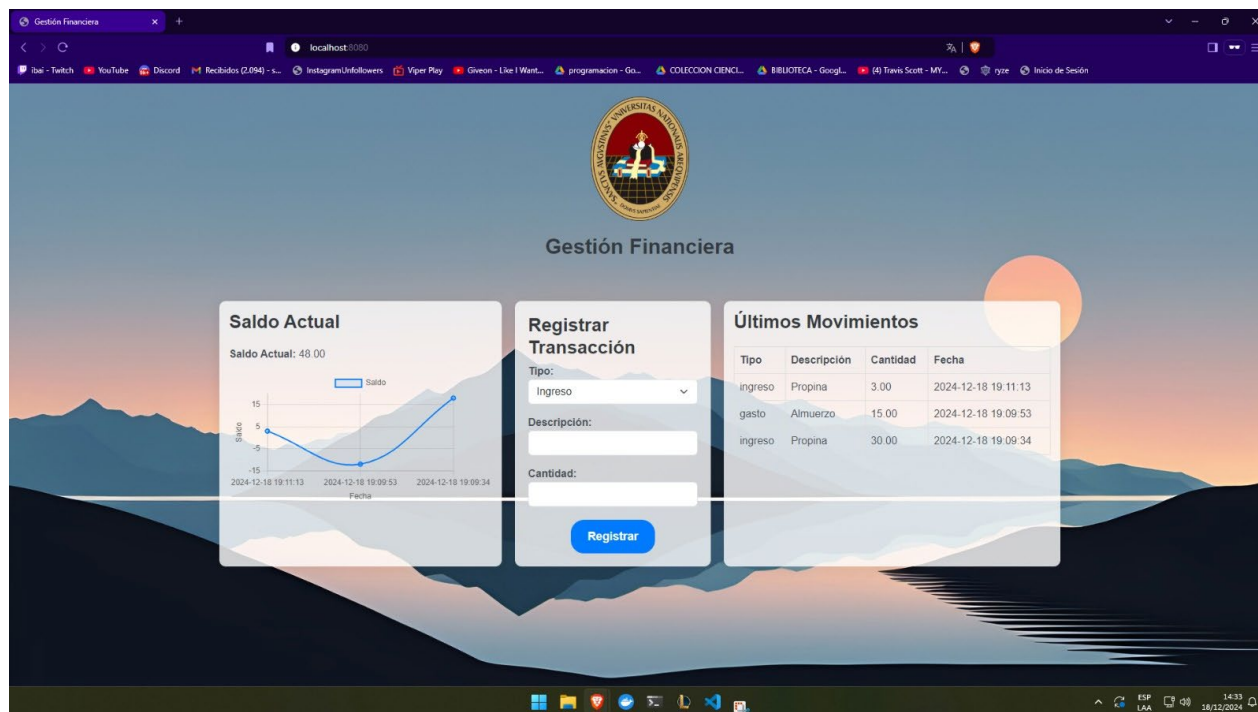 Gestión Financiera
localhost:8080
ibai - Twitch YouTube Discord Recibidos (2.094) - s... InstagramUnfollowers Viper Play Giveon - Like I Want... programacion - Go... COLECCION CIENCI... BIBLIOTECA - Googl... (4) Travis Scott - MY... ryze Inicio de Sesión
Gestión Financiera
Saldo Actual
Saldo Actual: 48.00
Saldo
15
5
-5
-15
Saldo
2024-12-18 19:11:13 2024-12-18 19:09:53 2024-12-18 19:09:34
Fecha
Registrar
Transacción
Tipo:
Ingreso
Descripción:
Cantidad:
Registrar
Últimos Movimientos
Tipo Descripción Cantidad Fecha
ingreso Propina 3.00 2024-12-18 19:11:13
gasto Almuerzo 15.00 2024-12-18 19:09:53
ingreso Propina 30.00 2024-12-18 19:09:34
ESP
LAA
14:33
18/12/2024